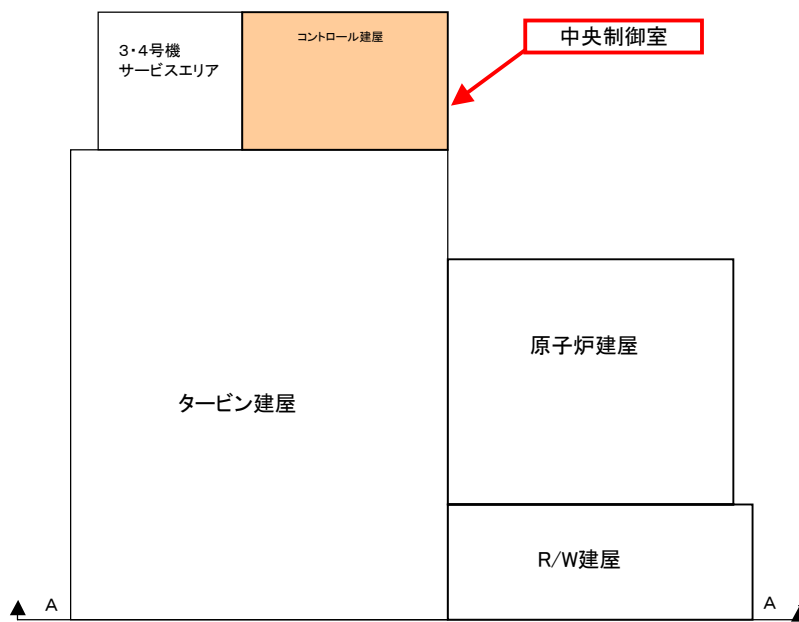 3・4号機
サービスエリア
コントロール建屋
中央制御室
原子炉建屋
タービン建屋
R/W建屋
A
A